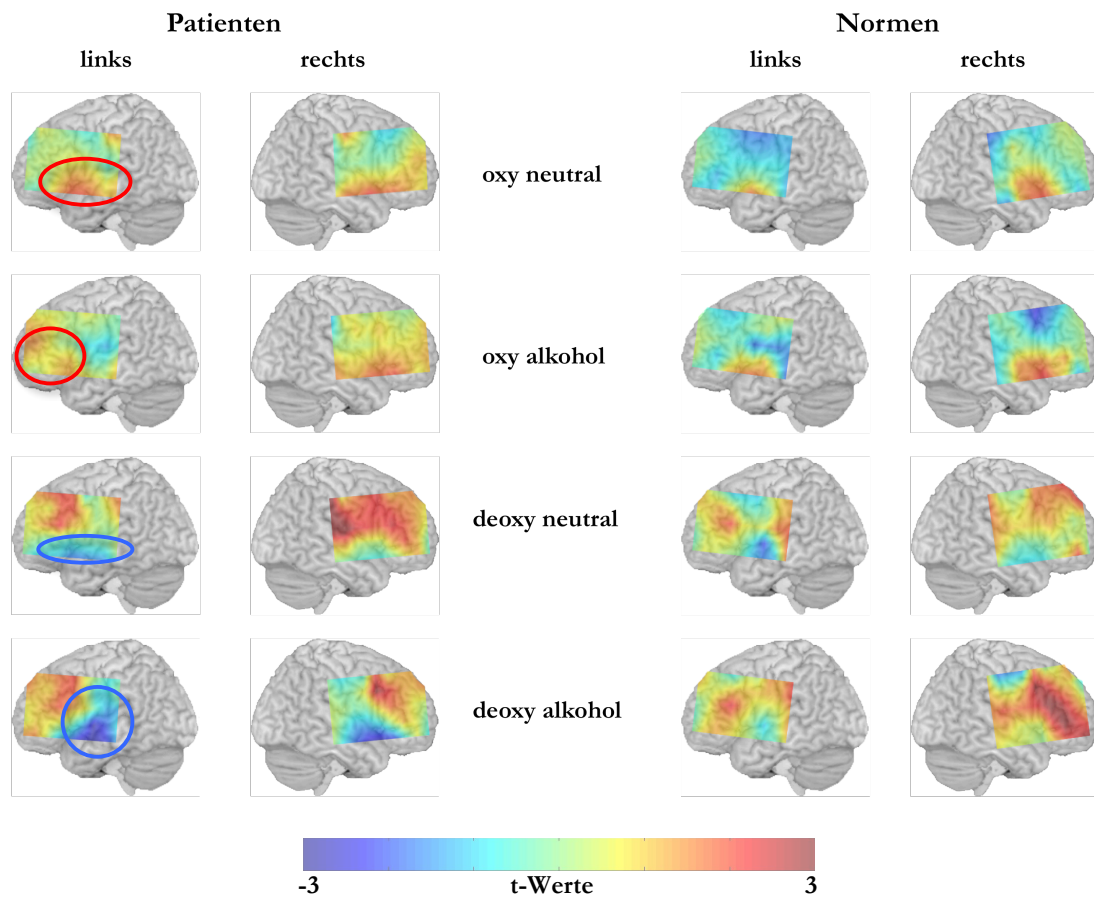 Patienten Normen
links rechts links rechts
oxy neutral
oxy alkohol
deoxy neutral
deoxy alkohol
-3 t-Werte 3